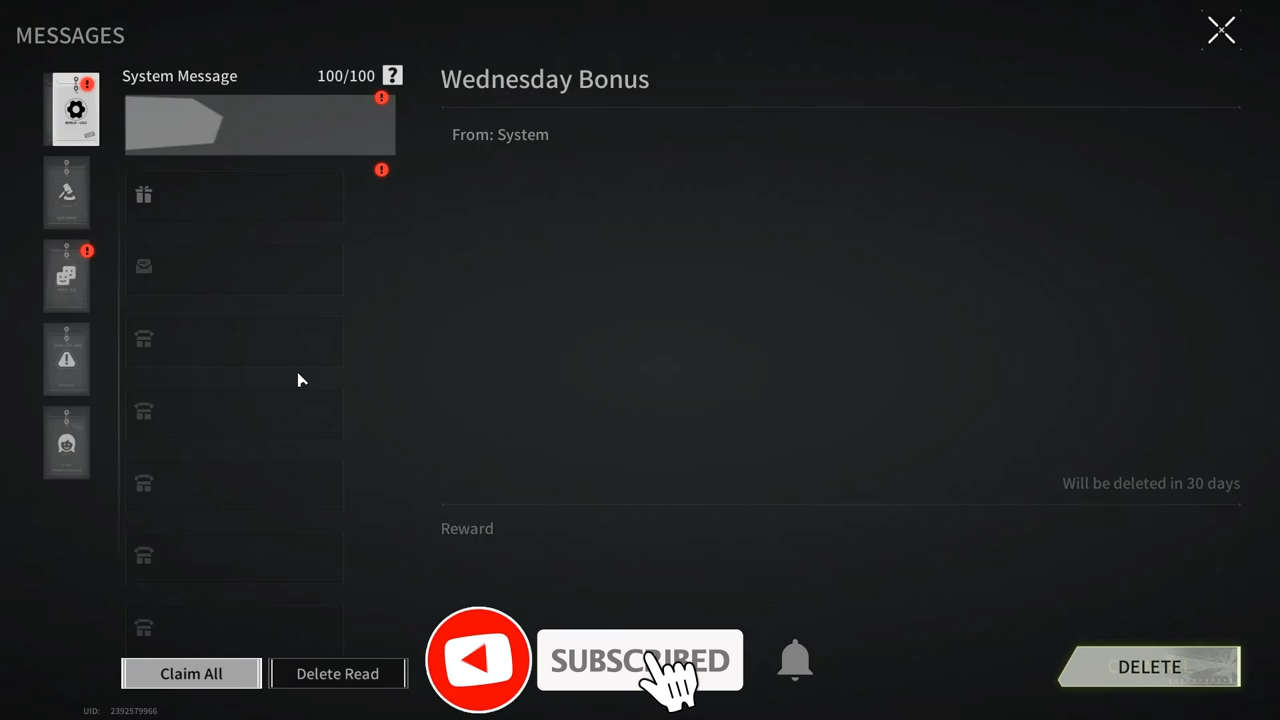 MESSAGES
System Message 100/100 ?
Wednesday Bonus
From: System
Will be deleted in 30 days
Reward
Claim All
Delete Read
SUBSCRIBED
DELETE
UID: 2392579966